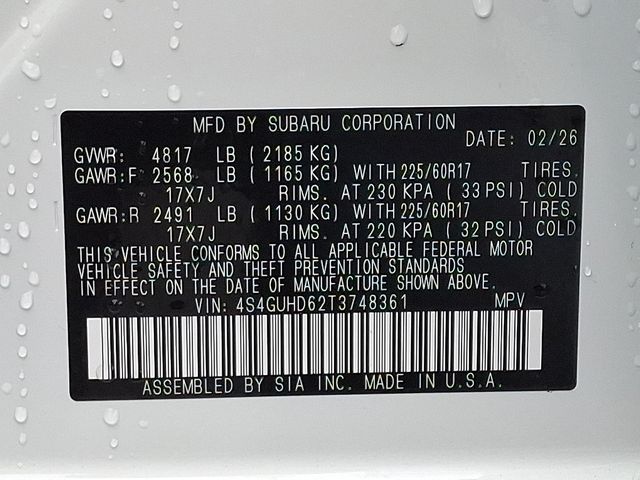 MFD BY SUBARU CORPORATION
DATE: 02/26
GVWR: 4817 LB ( 2185 KG)
GAWR:F 2568 LB ( 1165 KG) WITH 225/60R17 TIRES.
17X7J RIMS. AT 230 KPA ( 33 PSI) COLD
GAWR:R 2491 LB ( 1130 KG) WITH 225/60R17 TIRES.
17X7J RIMS. AT 220 KPA ( 32 PSI) COLD
THIS VEHICLE CONFORMS TO ALL APPLICABLE FEDERAL MOTOR
VEHICLE SAFETY AND THEFT PREVENTION STANDARDS
IN EFFECT ON THE DATE OF MANUFACTURE SHOWN ABOVE.
VIN: 4S4GUHD62T3748361 MPV
ASSEMBLED BY SIA INC. MADE IN U.S.A.